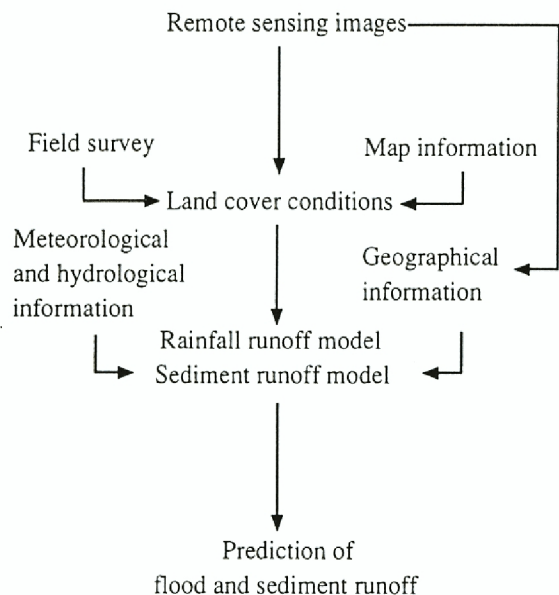 Remote sensing images
Field survey
Map information
Land cover conditions
Meteorological
and hydrological
information
Geographical
information
Rainfall runoff model
Sediment runoff model
Prediction of
flood and sediment runoff